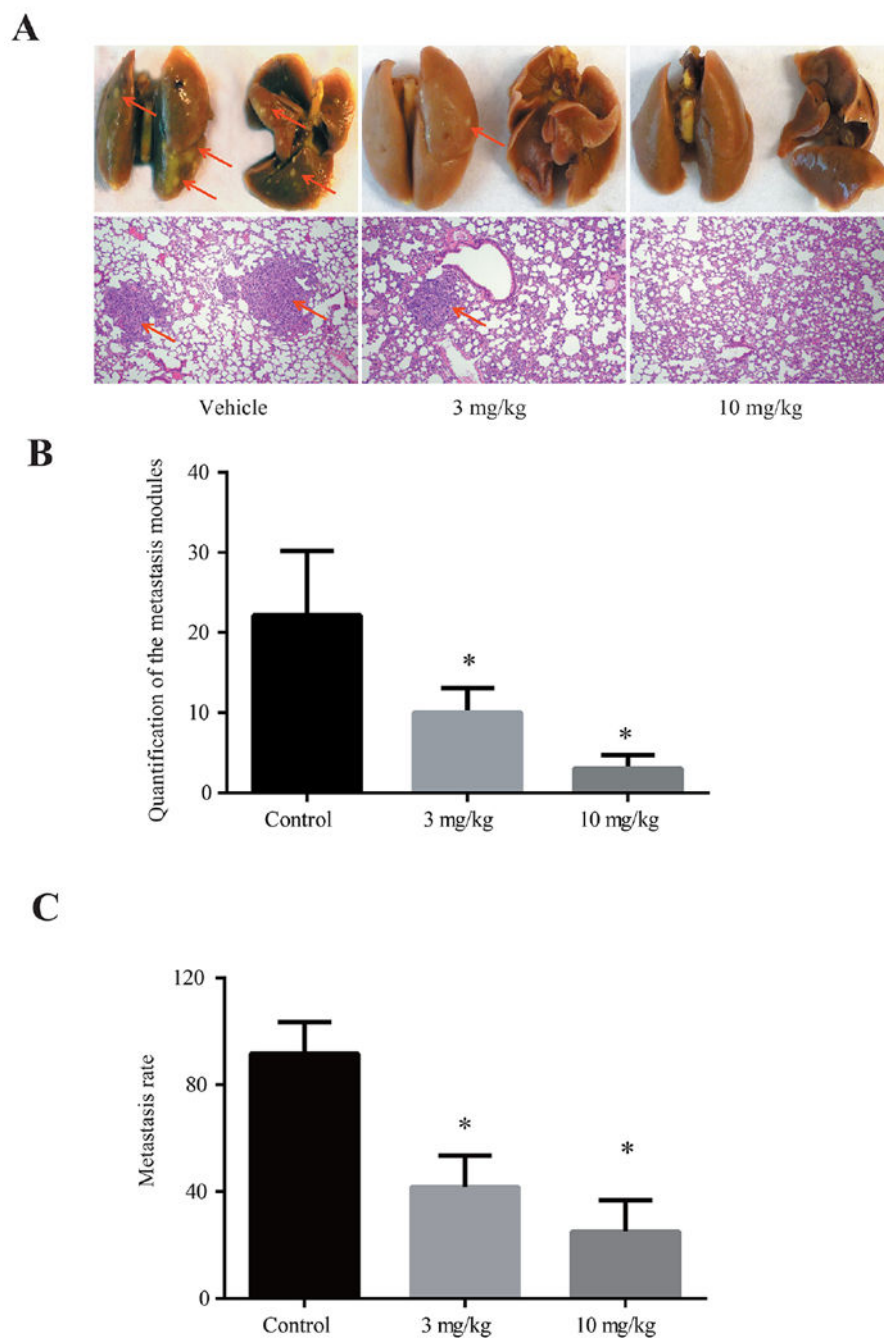 A
Vehicle 3 mg/kg 10 mg/kg
B
Quantification of the metastasis modules
40
30
20
10
0
*
*
Control 3 mg/kg 10 mg/kg
C
Metastasis rate
120
80
40
0
*
*
Control 3 mg/kg 10 mg/kg